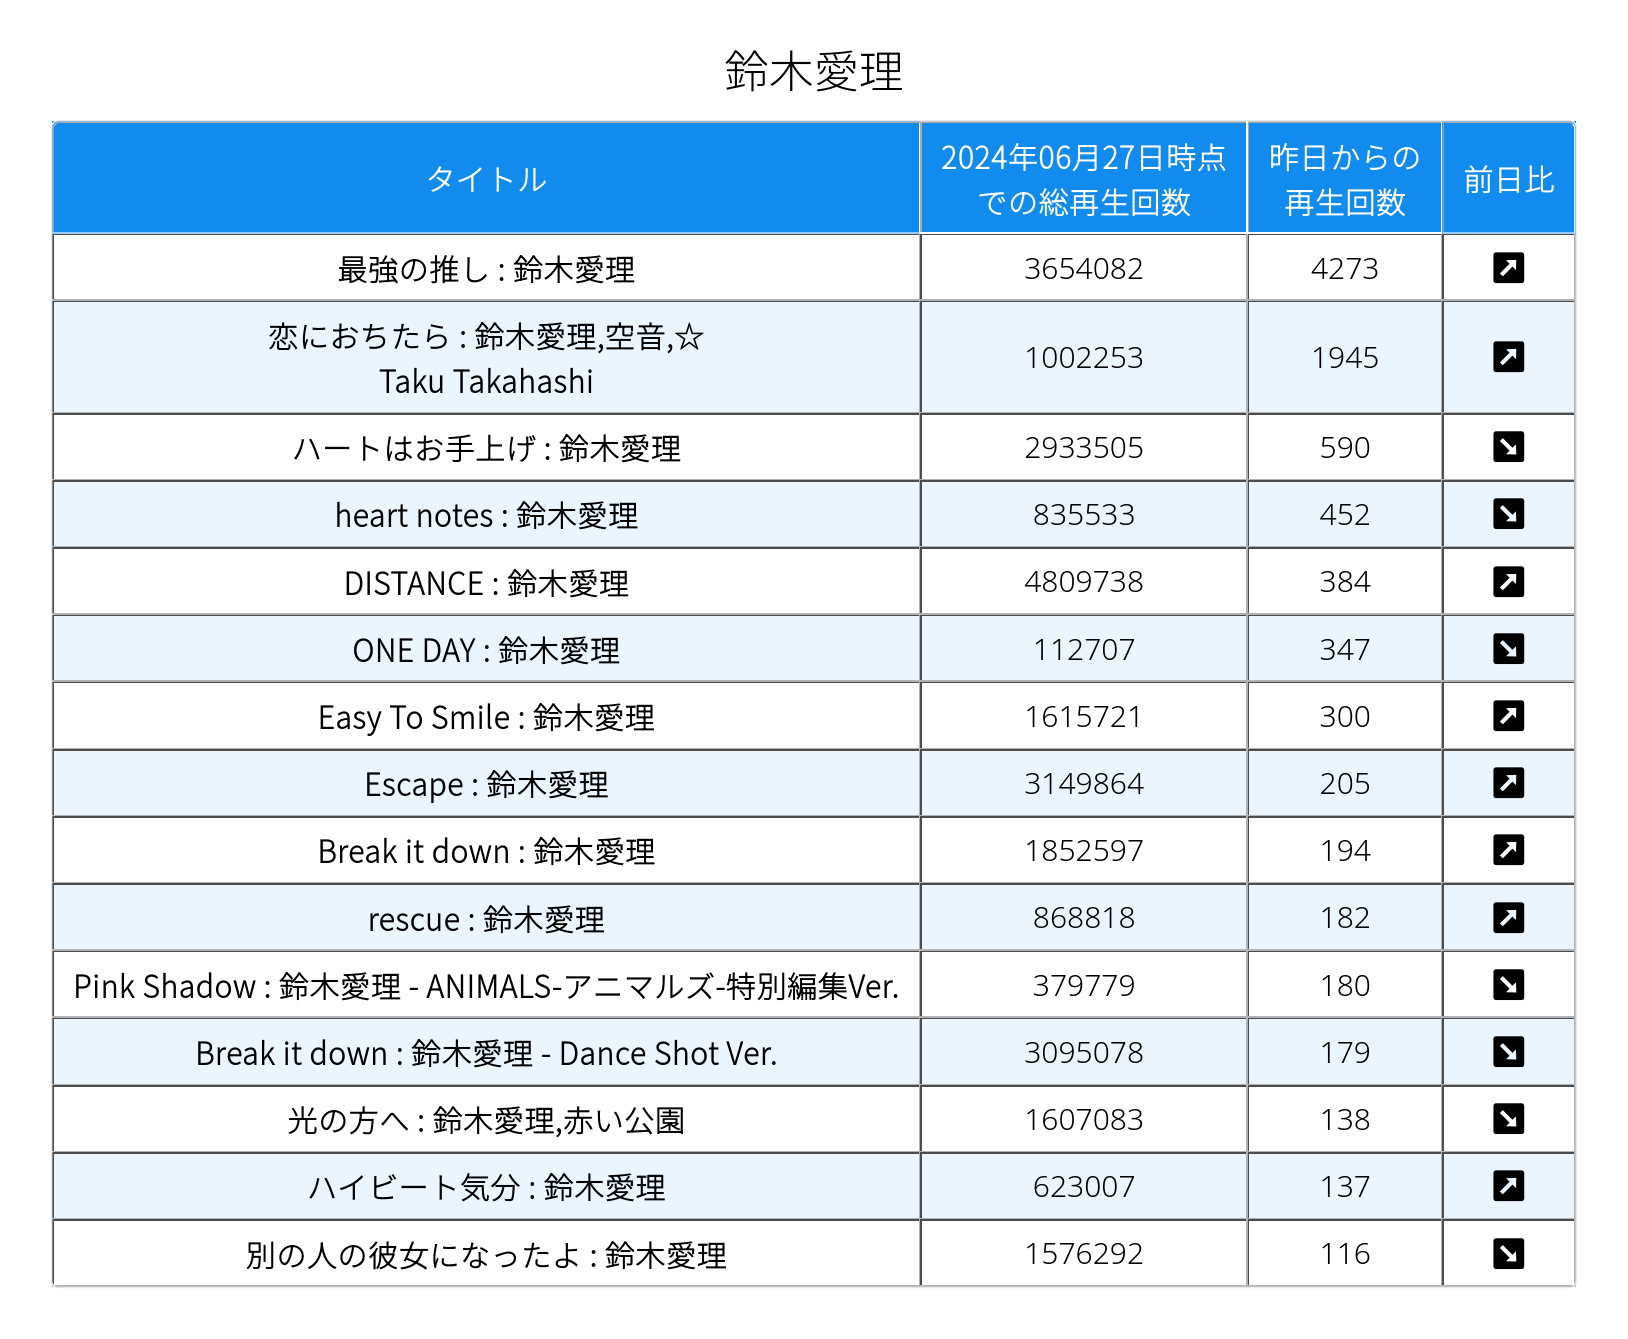 鈴木愛理
タイトル
2024年06月27日時点
での総再生回数
昨日からの
再生回数
前日比
最強の推し : 鈴木愛理 3654082 4273
恋におちたら : 鈴木愛理,空音,☆
Taku Takahashi 1002253 1945
ハートはお手上げ : 鈴木愛理 2933505 590
heart notes : 鈴木愛理 835533 452
DISTANCE : 鈴木愛理 4809738 384
ONE DAY : 鈴木愛理 112707 347
Easy To Smile : 鈴木愛理 1615721 300
Escape : 鈴木愛理 3149864 205
Break it down : 鈴木愛理 1852597 194
rescue : 鈴木愛理 868818 182
Pink Shadow : 鈴木愛理 - ANIMALS-アニマルズ-特別編集Ver. 379779 180
Break it down : 鈴木愛理 - Dance Shot Ver. 3095078 179
光の方へ : 鈴木愛理,赤い公園 1607083 138
ハイビート気分 : 鈴木愛理 623007 137
別の人の彼女になったよ : 鈴木愛理 1576292 116